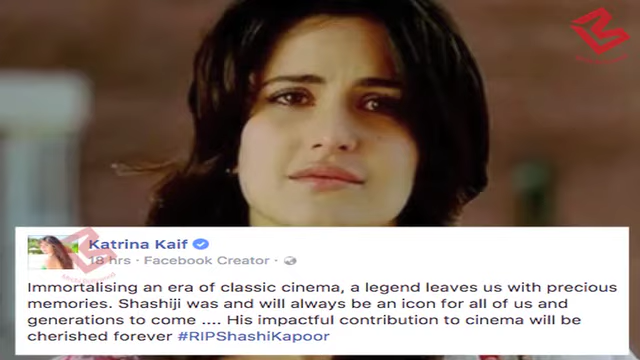 Katrina Kaif
18 hrs · Facebook Creator ·
Immortalising an era of classic cinema, a legend leaves us with precious
memories. Shashiji was and will always be an icon for all of us and
generations to come .... His impactful contribution to cinema will be
cherished forever #RIPShashiKapoor